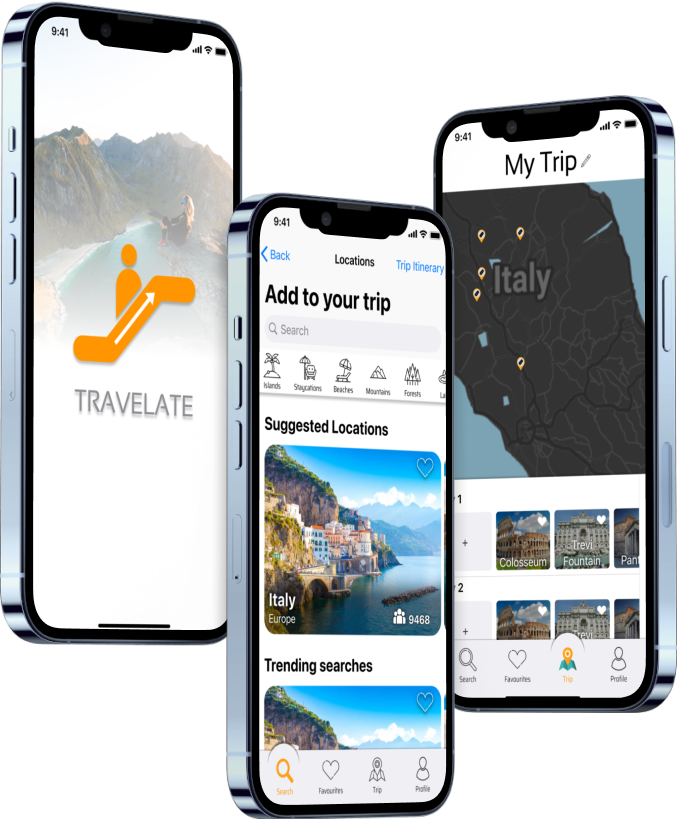 9:41
TRAVELATE
9:41
Back
Locations
Trip Itinerary
Add to your trip
Search
Islands
Staycations
Beaches
Mountains
Forests
Suggested Locations
Italy
Europe
9468
Trending searches
Search
Favourites
Trip
Profile
9:41
My Trip
Italy
1
+
Colosseum
Trevi
Fountain
2
+
Trevi
Search
Favourites
Trip
Profile